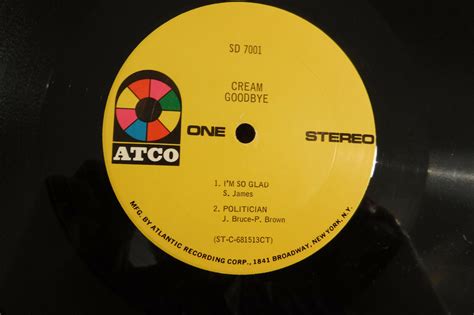 SD 7001
CREAM
GOODBYE
ATCO
ONE
STEREO
1. I'M SO GLAD
S. James
2. POLITICIAN
J. Bruce-P. Brown
(ST-C-681513CT)
MFG. BY ATLANTIC RECORDING CORP., 1841 BROADWAY, NEW YORK, N.Y.